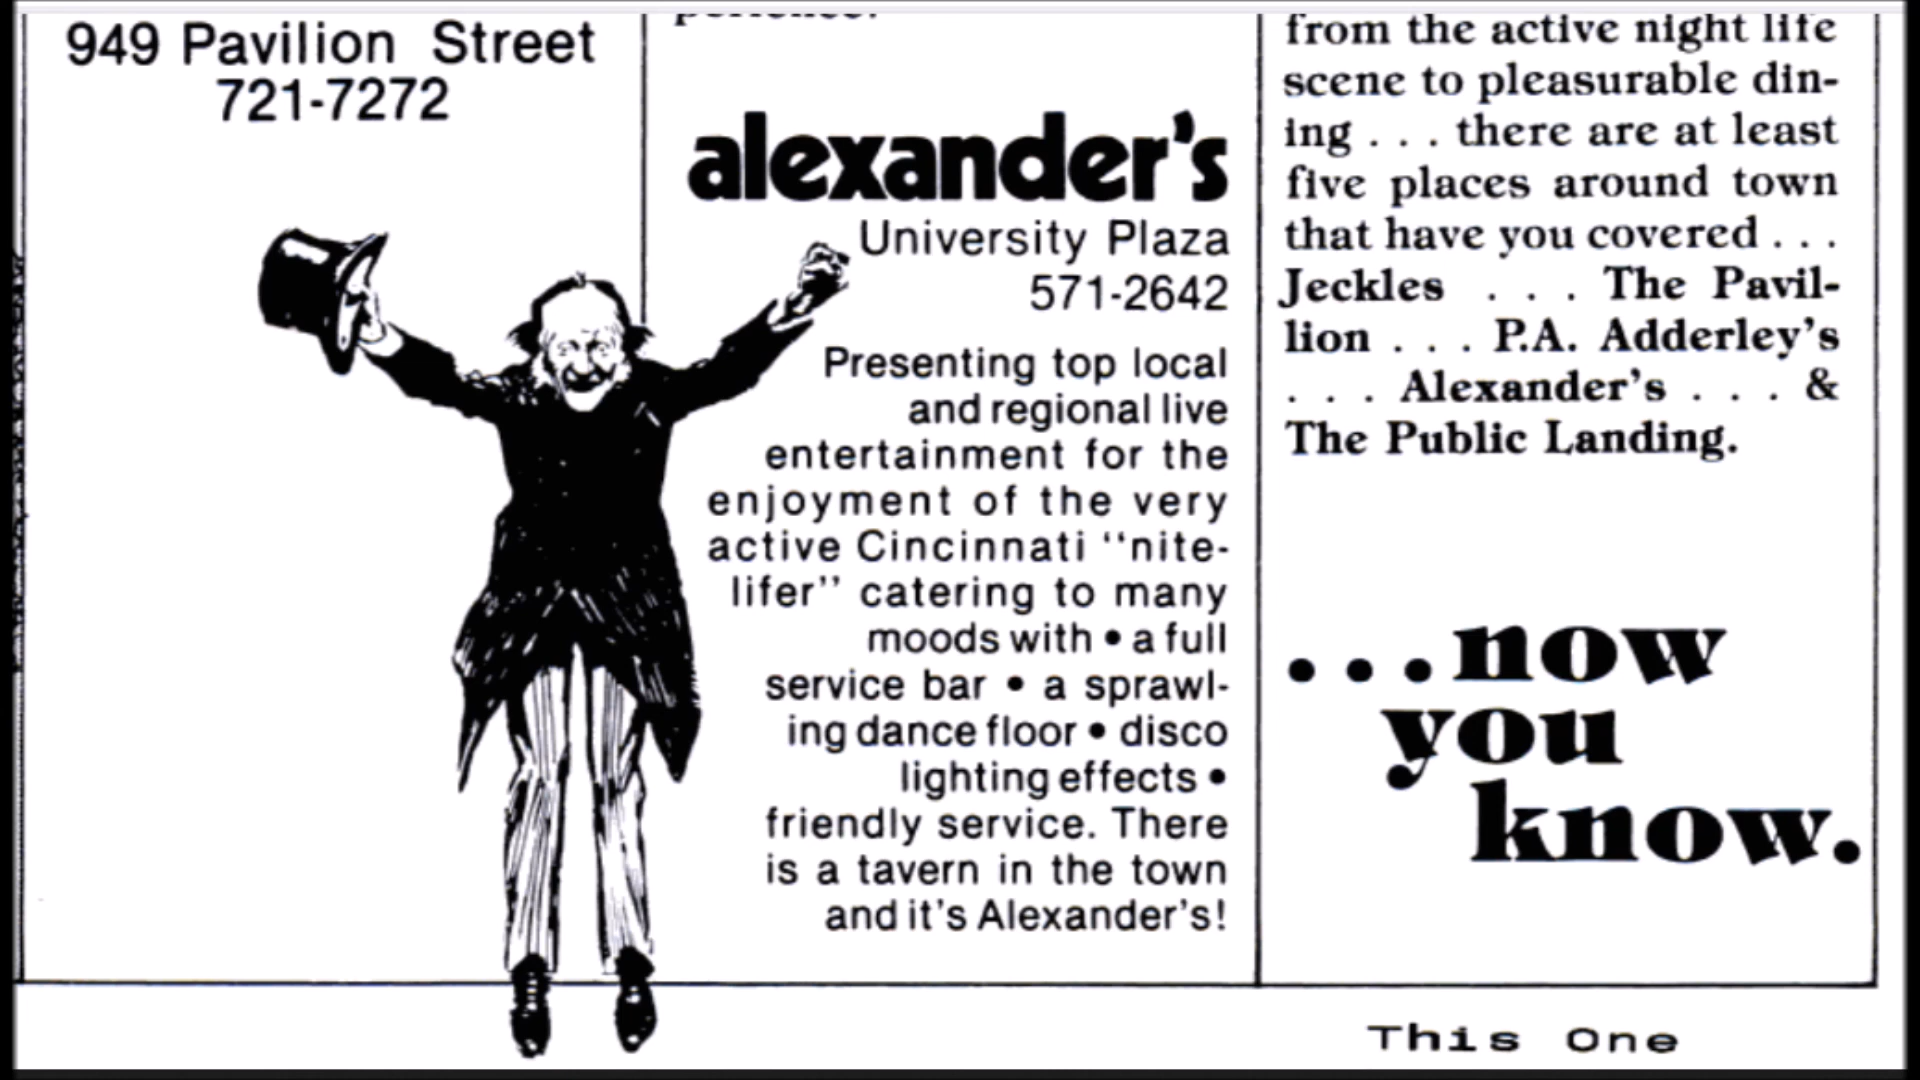 949 Pavilion Street
721-7272
alexander's
University Plaza
571-2642
Presenting top local
and regional live
entertainment for the
enjoyment of the very
active Cincinnati “nite-
lifer” catering to many
moods with • a full
service bar • a sprawl-
ing dance floor • disco
lighting effects •
friendly service. There
is a tavern in the town
and it's Alexander's!
from the active night life
scene to pleasurable din-
ing . . . there are at least
five places around town
that have you covered . . .
Jeckles . . . The Pavil-
lion . . . P.A. Adderley's
. . . Alexander's . . . &
The Public Landing.
...now
you
know.
This One